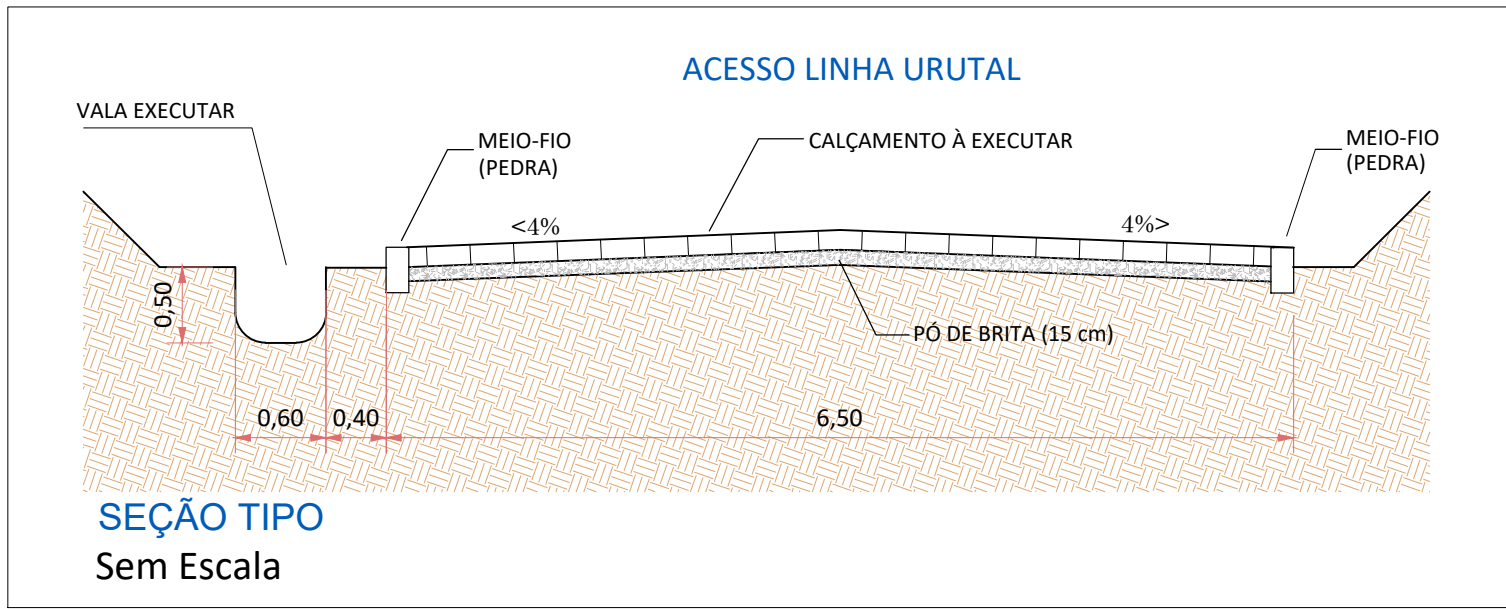 ACESSO LINHA URUTAL
VALA EXECUTAR
MEIO-FIO
(PEDRA)
CALÇAMENTO À EXECUTAR
MEIO-FIO
(PEDRA)
<4%
4%>
0,50
PÓ DE BRITA (15 cm)
0,60
0,40
6,50
SEÇÃO TIPO
Sem Escala